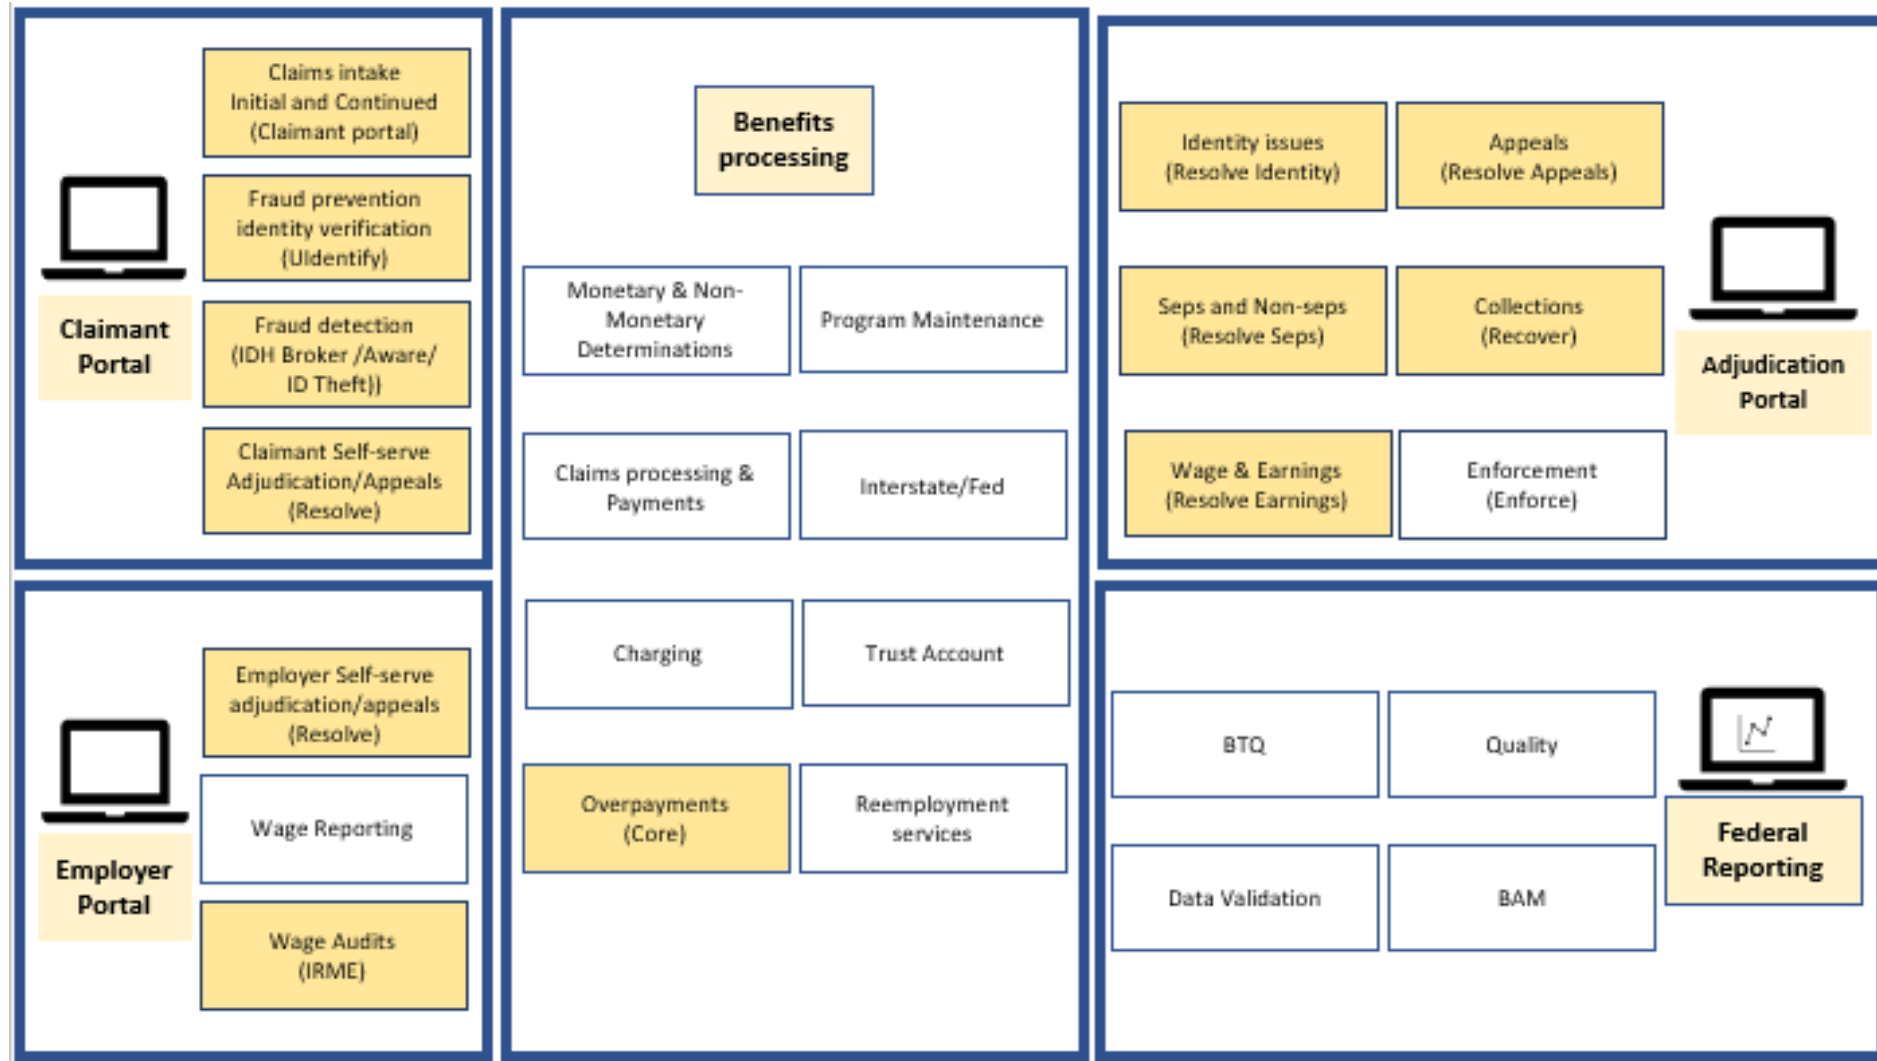 Claims intake
Initial and Continued
(Claimant portal)
Fraud prevention
identity verification
(UIdentify)
Claimant
Portal
Fraud detection
(IDH Broker /Aware/
ID Theft))
Claimant Self-serve
Adjudication/Appeals
(Resolve)
Employer Self-serve
adjudication/appeals
(Resolve)
Employer
Portal
Wage Reporting
Wage Audits
(IRME)
Benefits
processing
Monetary & Non-
Monetary
Determinations
Program Maintenance
Claims processing &
Payments
Interstate/Fed
Charging
Trust Account
Overpayments
(Core)
Reemployment
services
Identity issues
(Resolve Identity)
Appeals
(Resolve Appeals)
Seps and Non-seps
(Resolve Seps)
Collections
(Recover)
Adjudication
Portal
Wage & Earnings
(Resolve Earnings)
Enforcement
(Enforce)
BTQ
Quality
Federal
Reporting
Data Validation
BAM